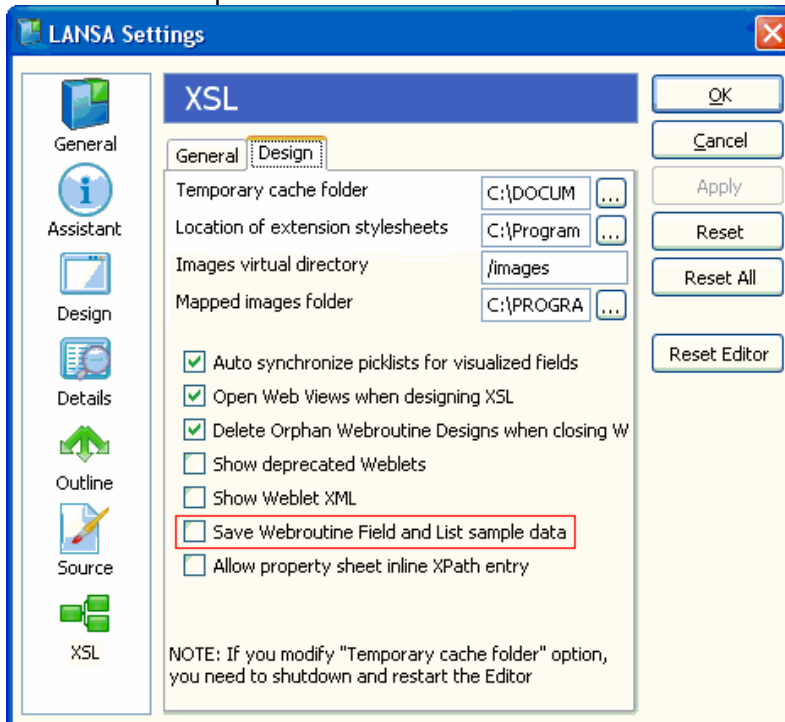 LANSA Settings
General
Assistant
Design
Details
Outline
Source
XSL
XSL
General
Design
Temporary cache folder
C:\DOCUM
...
Location of extension stylesheets
C:\Program
...
Images virtual directory
/images
Mapped images folder
C:\PROGRA
...
Auto synchronize picklists for visualized fields
Open Web Views when designing XSL
Delete Orphan Webroutine Designs when closing W
Show deprecated Weblets
Show Weblet XML
Save Webroutine Field and List sample data
Allow property sheet inline XPath entry
NOTE: If you modify "Temporary cache folder" option,
you need to shutdown and restart the Editor
OK
Cancel
Apply
Reset
Reset All
Reset Editor